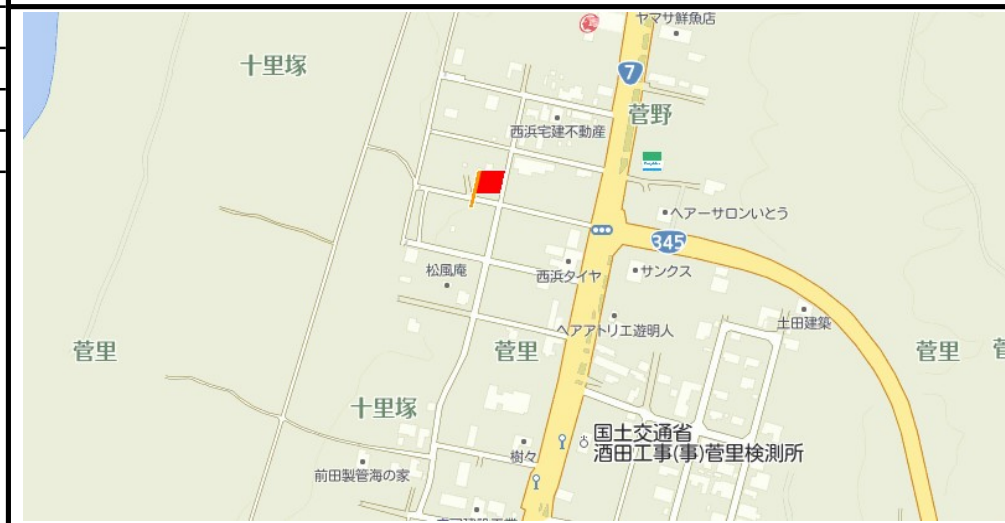 ヤマサ鮮魚店
十里塚
7
菅野
西浜宅建不動産
ヘアーサロンいとう
345
松風庵
西浜タイヤ
サンクス
ヘアアトリエ遊明人
土田建築
菅里
菅里
菅里
十里塚
国土交通省
酒田工事(事)菅里検測所
樹々
前田製管海の家